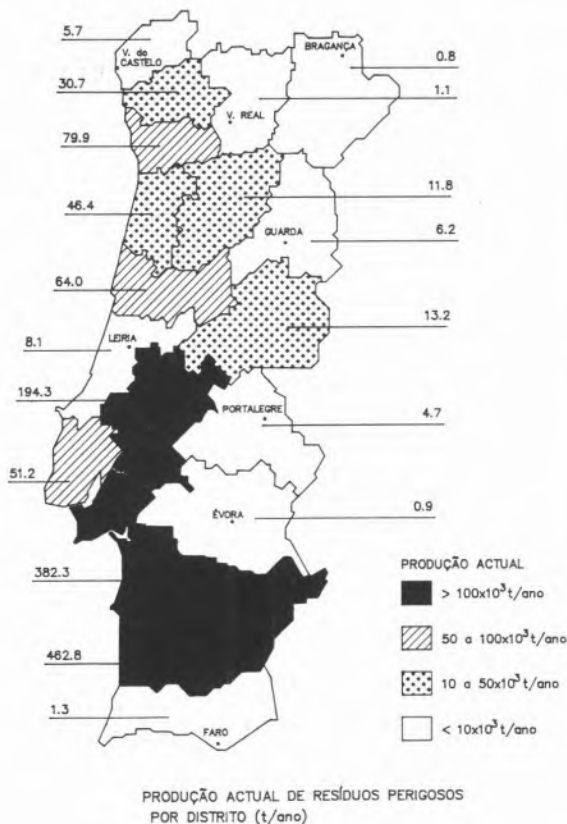 5.7
V. do
CASTELO
BRAGANÇA
0.8
30.7
1.1
V. REAL
79.9
11.8
46.4
GUARDA
6.2
64.0
13.2
8.1
LEIRIA
194.3
PORTALEGRE
4.7
51.2
ÉVORA
0.9
382.3
462.8
1.3
FARO
PRODUÇÃO ACTUAL
> 100x10³t/ano
50 a 100x10³t/ano
10 a 50x10³t/ano
< 10x10³t/ano
PRODUÇÃO ACTUAL DE RESÍDUOS PERIGOSOS
POR DISTRITO (t/ano)